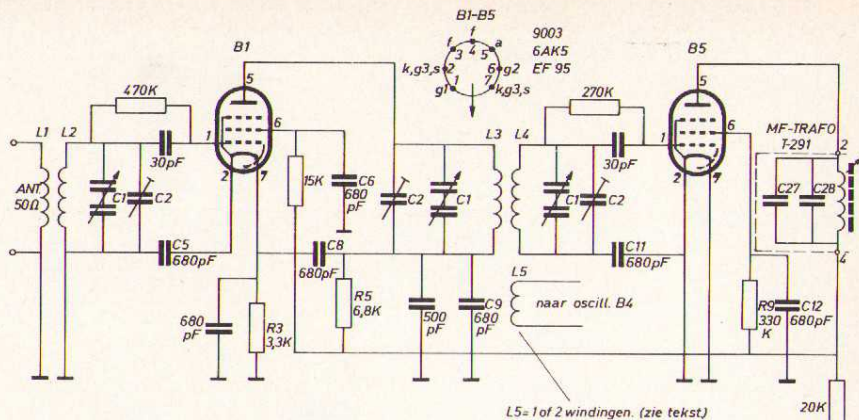 B1-B5
f
f
3
4
5
a
k,g3,s
2
6
g2
g1
1
7
k,g3,s
9003
6AK5
EF 95
B1
5
470K
L1
L2
1
6
30pF
2
7
ANT.
50Ω
C1
C2
C5
680pF
15K
C6
680
pF
C8
680pF
680
pF
R3
3,3K
R5
6,8K
C2
C1
500
pF
C9
680
pF
L3
L4
270K
30pF
C1
C2
C11
680pF
L5
naar oscill. B4
L5=1 of 2 windingen. (zie tekst)
B5
5
1
6
2
7
MF-TRAFO
T-291
2
C27
C28
4
R9
330
K
C12
680pF
20K